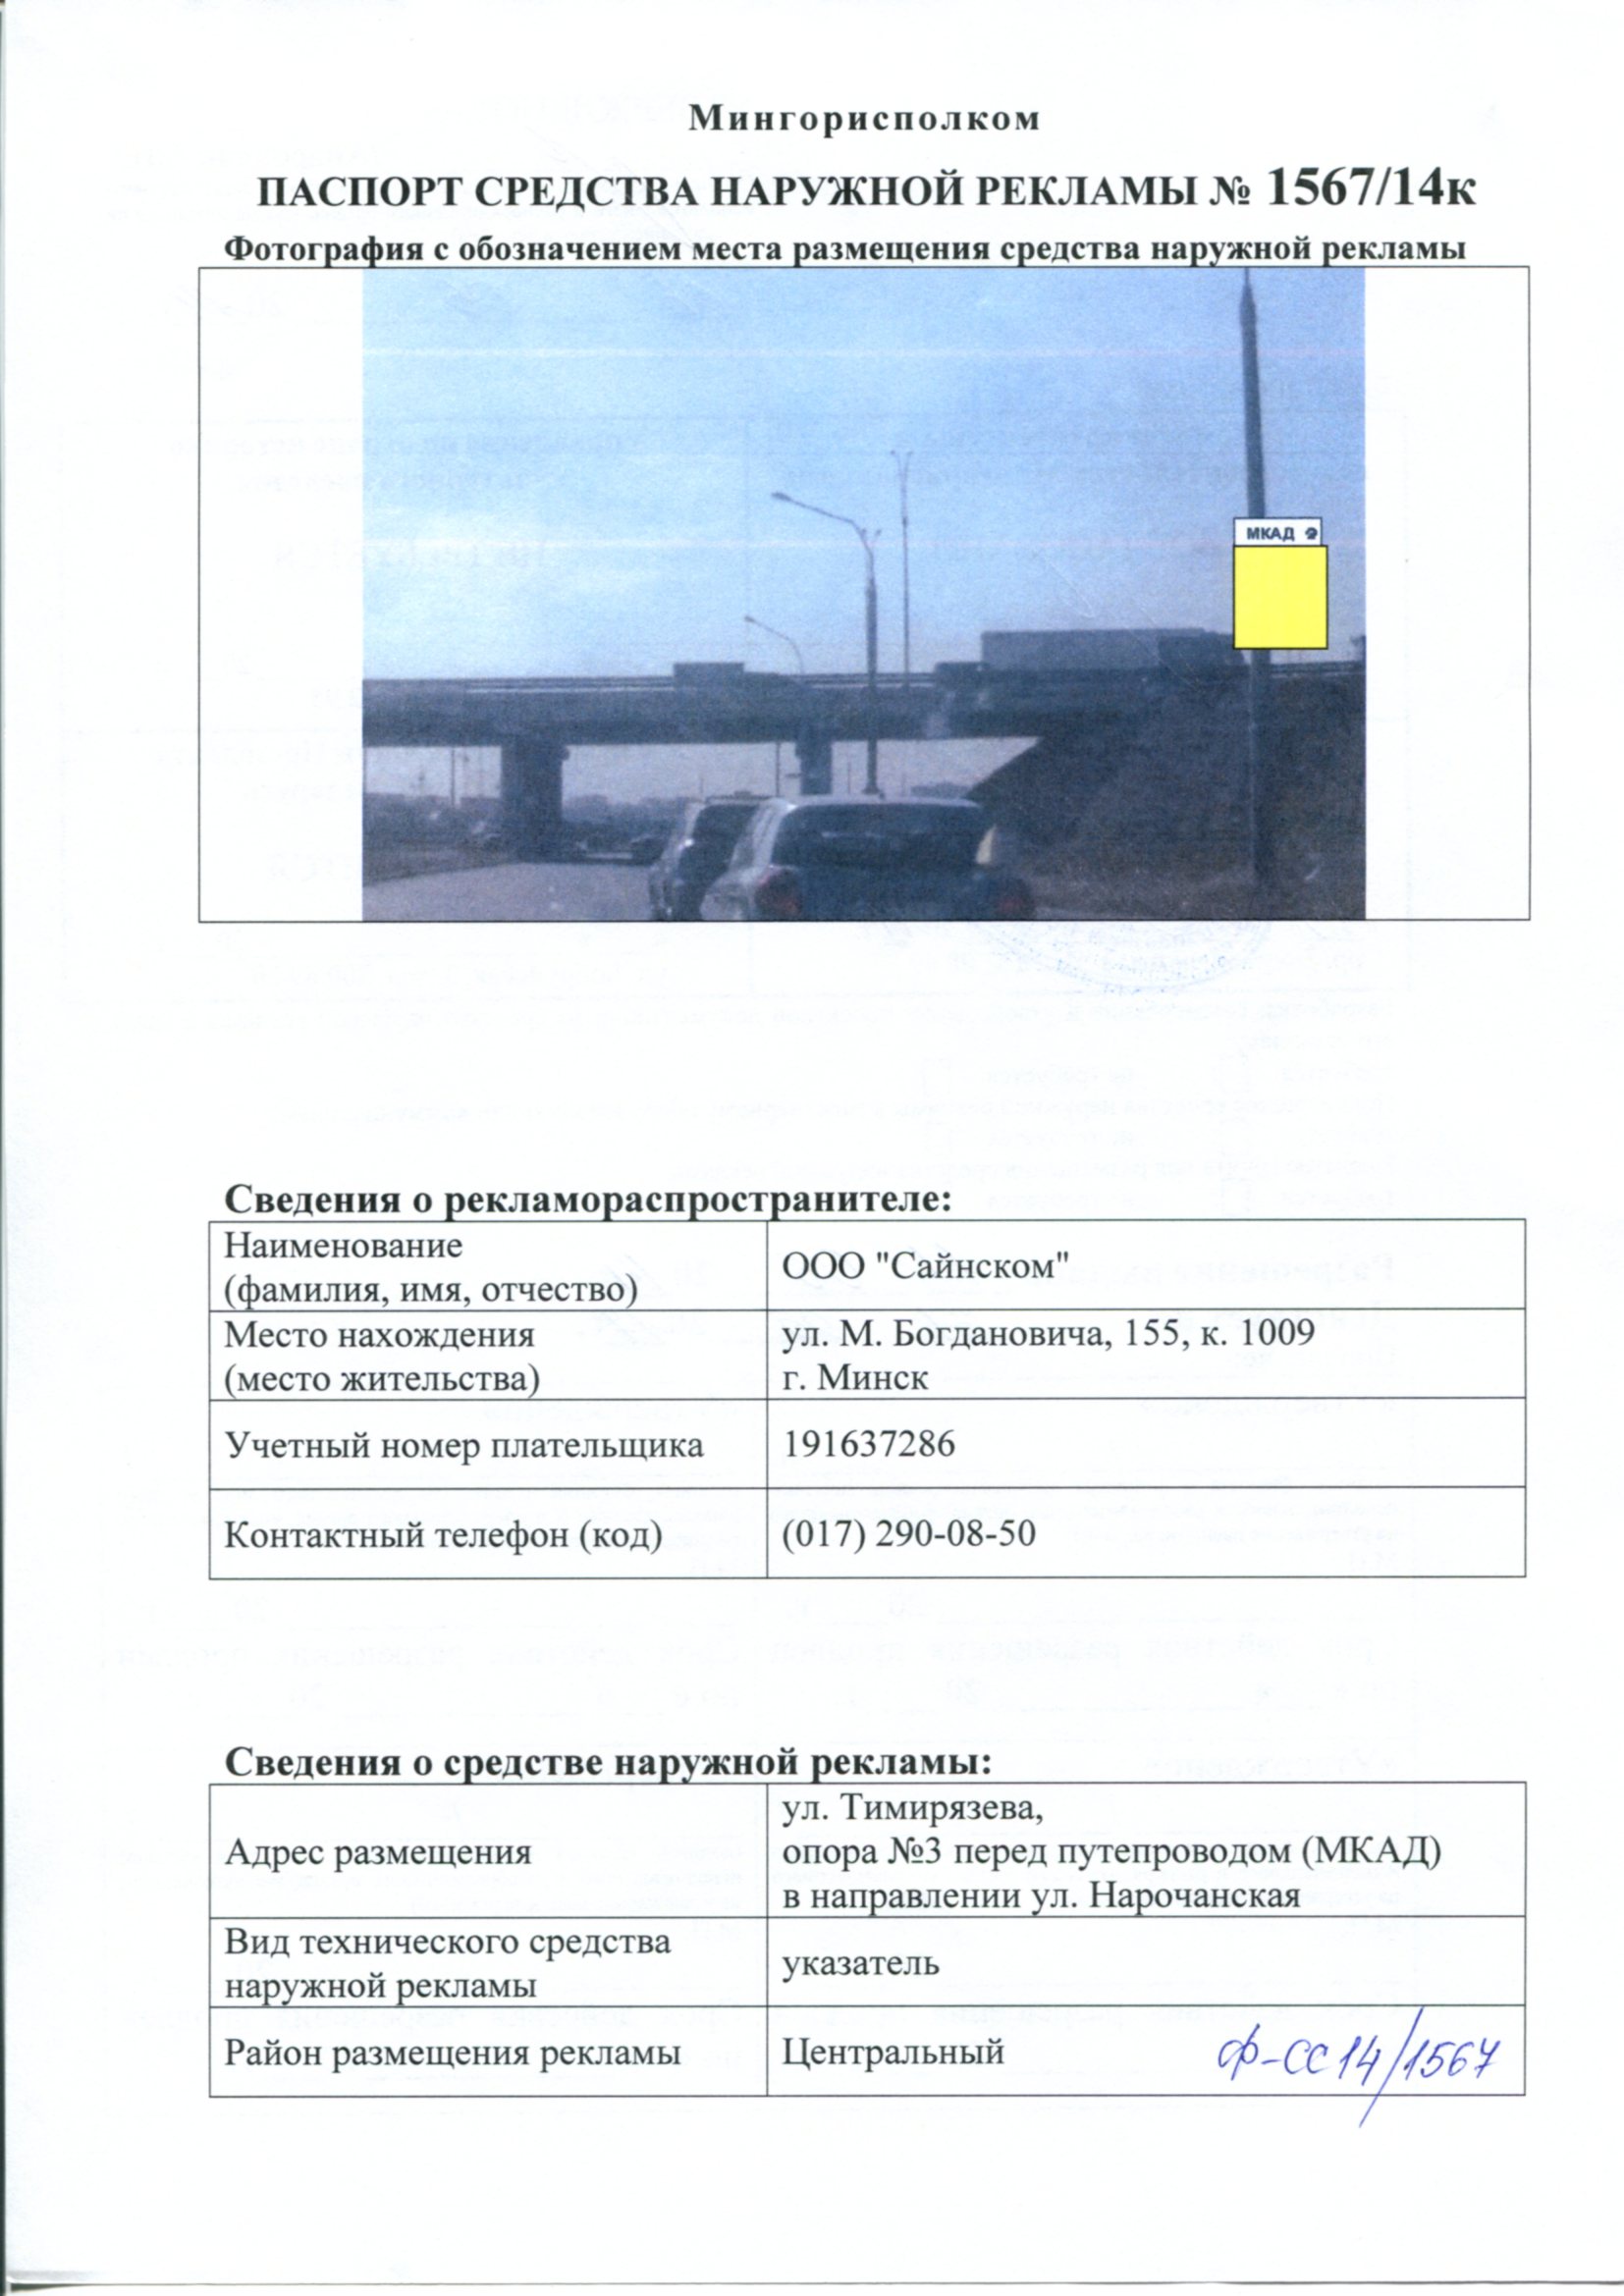 Мингорисполком
ПАСПОРТ СРЕДСТВА НАРУЖНОЙ РЕКЛАМЫ № 1567/14к
Фотография с обозначением места размещения средства наружной рекламы
МКАД
Сведения о рекламораспространителе:
Наименование
(фамилия, имя, отчество)
ООО "Сайнском"
Место нахождения
(место жительства)
ул. М. Богдановича, 155, к. 1009
г. Минск
Учетный номер плательщика
191637286
Контактный телефон (код)
(017) 290-08-50
Сведения о средстве наружной рекламы:
Адрес размещения
ул. Тимирязева,
опора №3 перед путепроводом (МКАД)
в направлении ул. Нарочанская
Вид технического средства
наружной рекламы
указатель
Район размещения рекламы
Центральный
Ф-СС14/1567